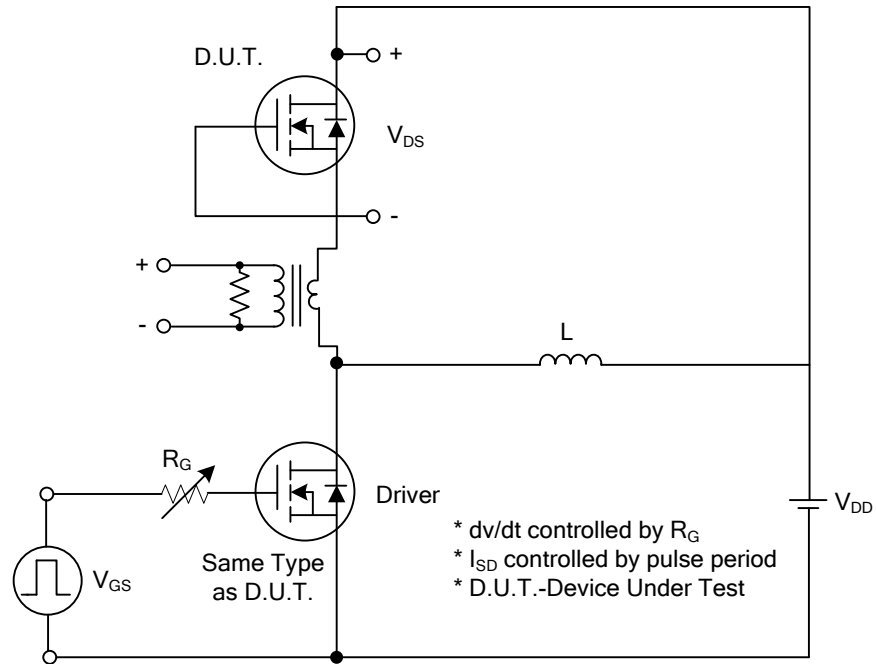 D.U.T.
+
V_DS
-
+
-
L
R_G
Driver
V_DD
V_GS
Same Type
as D.U.T.
* dv/dt controlled by R_G
* I_SD controlled by pulse period
* D.U.T.-Device Under Test